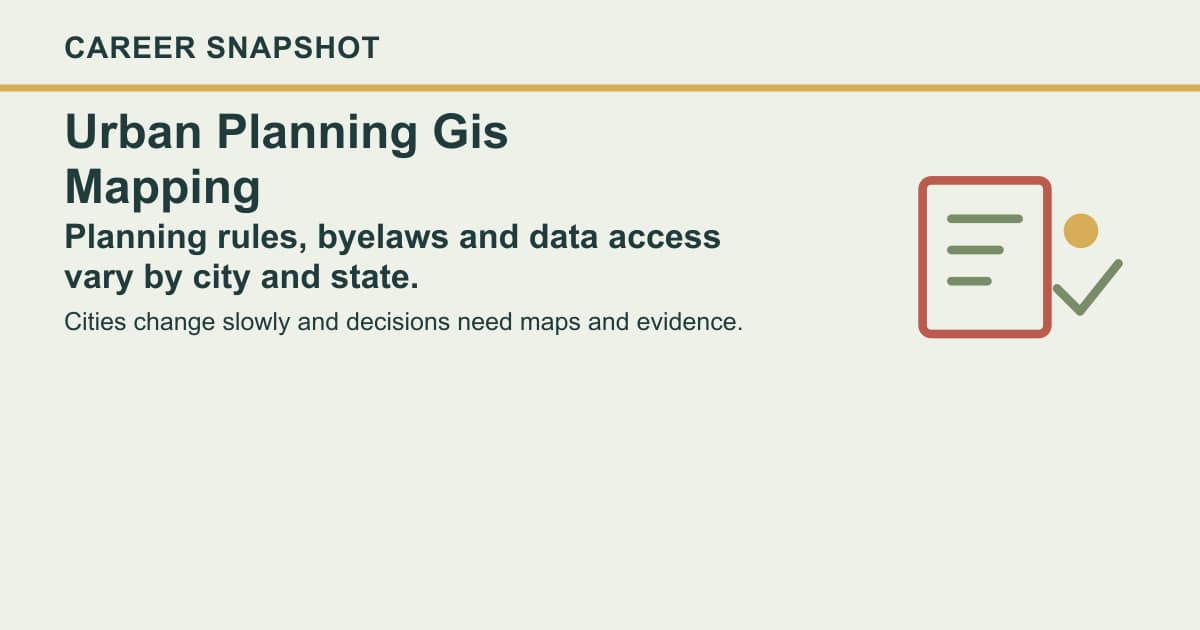 CAREER SNAPSHOT
Urban Planning Gis
Mapping
Planning rules, byelaws and data access
vary by city and state.
Cities change slowly and decisions need maps and evidence.